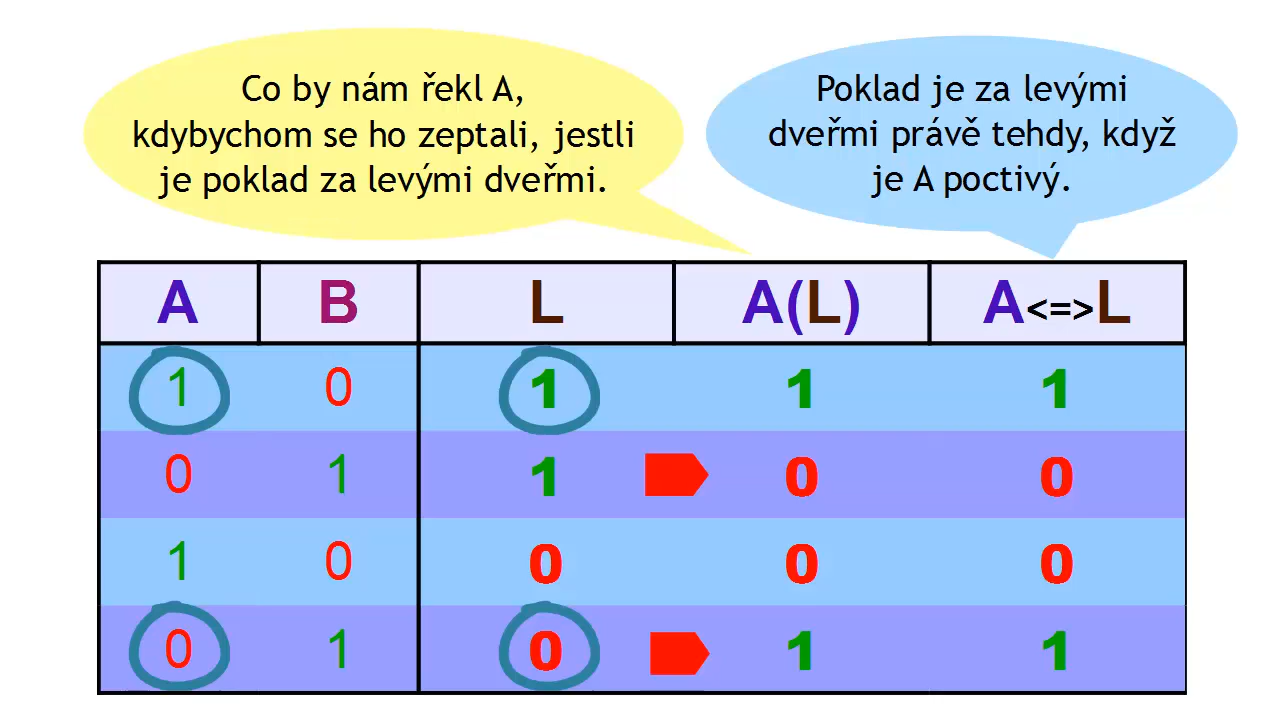 Co by nám řekl A,
kdybychom se ho zeptali, jestli
je poklad za levými dveřmi.
Poklad je za levými
dveřmi právě tehdy, když
je A poctivý.
A B L A(L) A<=>L
1 0 1 1 1
0 1 1 0 0
1 0 0 0 0
0 1 0 1 1